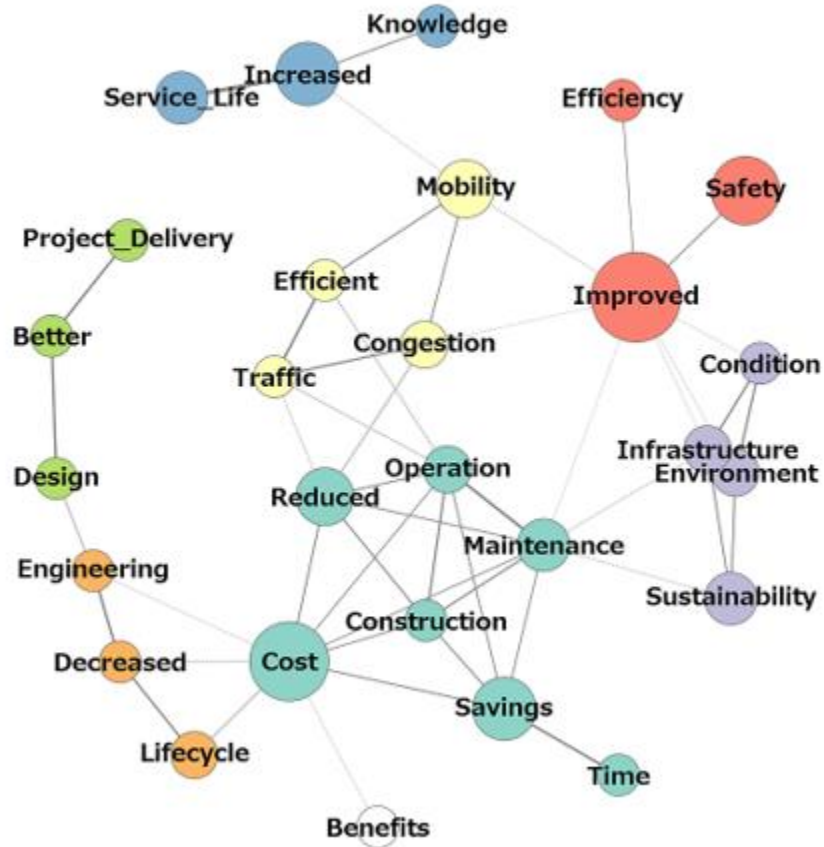 Knowledge
Increased
Service_Life
Efficiency
Mobility
Safety
Project_Delivery
Efficient
Improved
Better
Congestion
Condition
Traffic
Infrastructure
Environment
Design
Reduced
Operation
Maintenance
Engineering
Sustainability
Construction
Decreased
Cost
Savings
Lifecycle
Time
Benefits